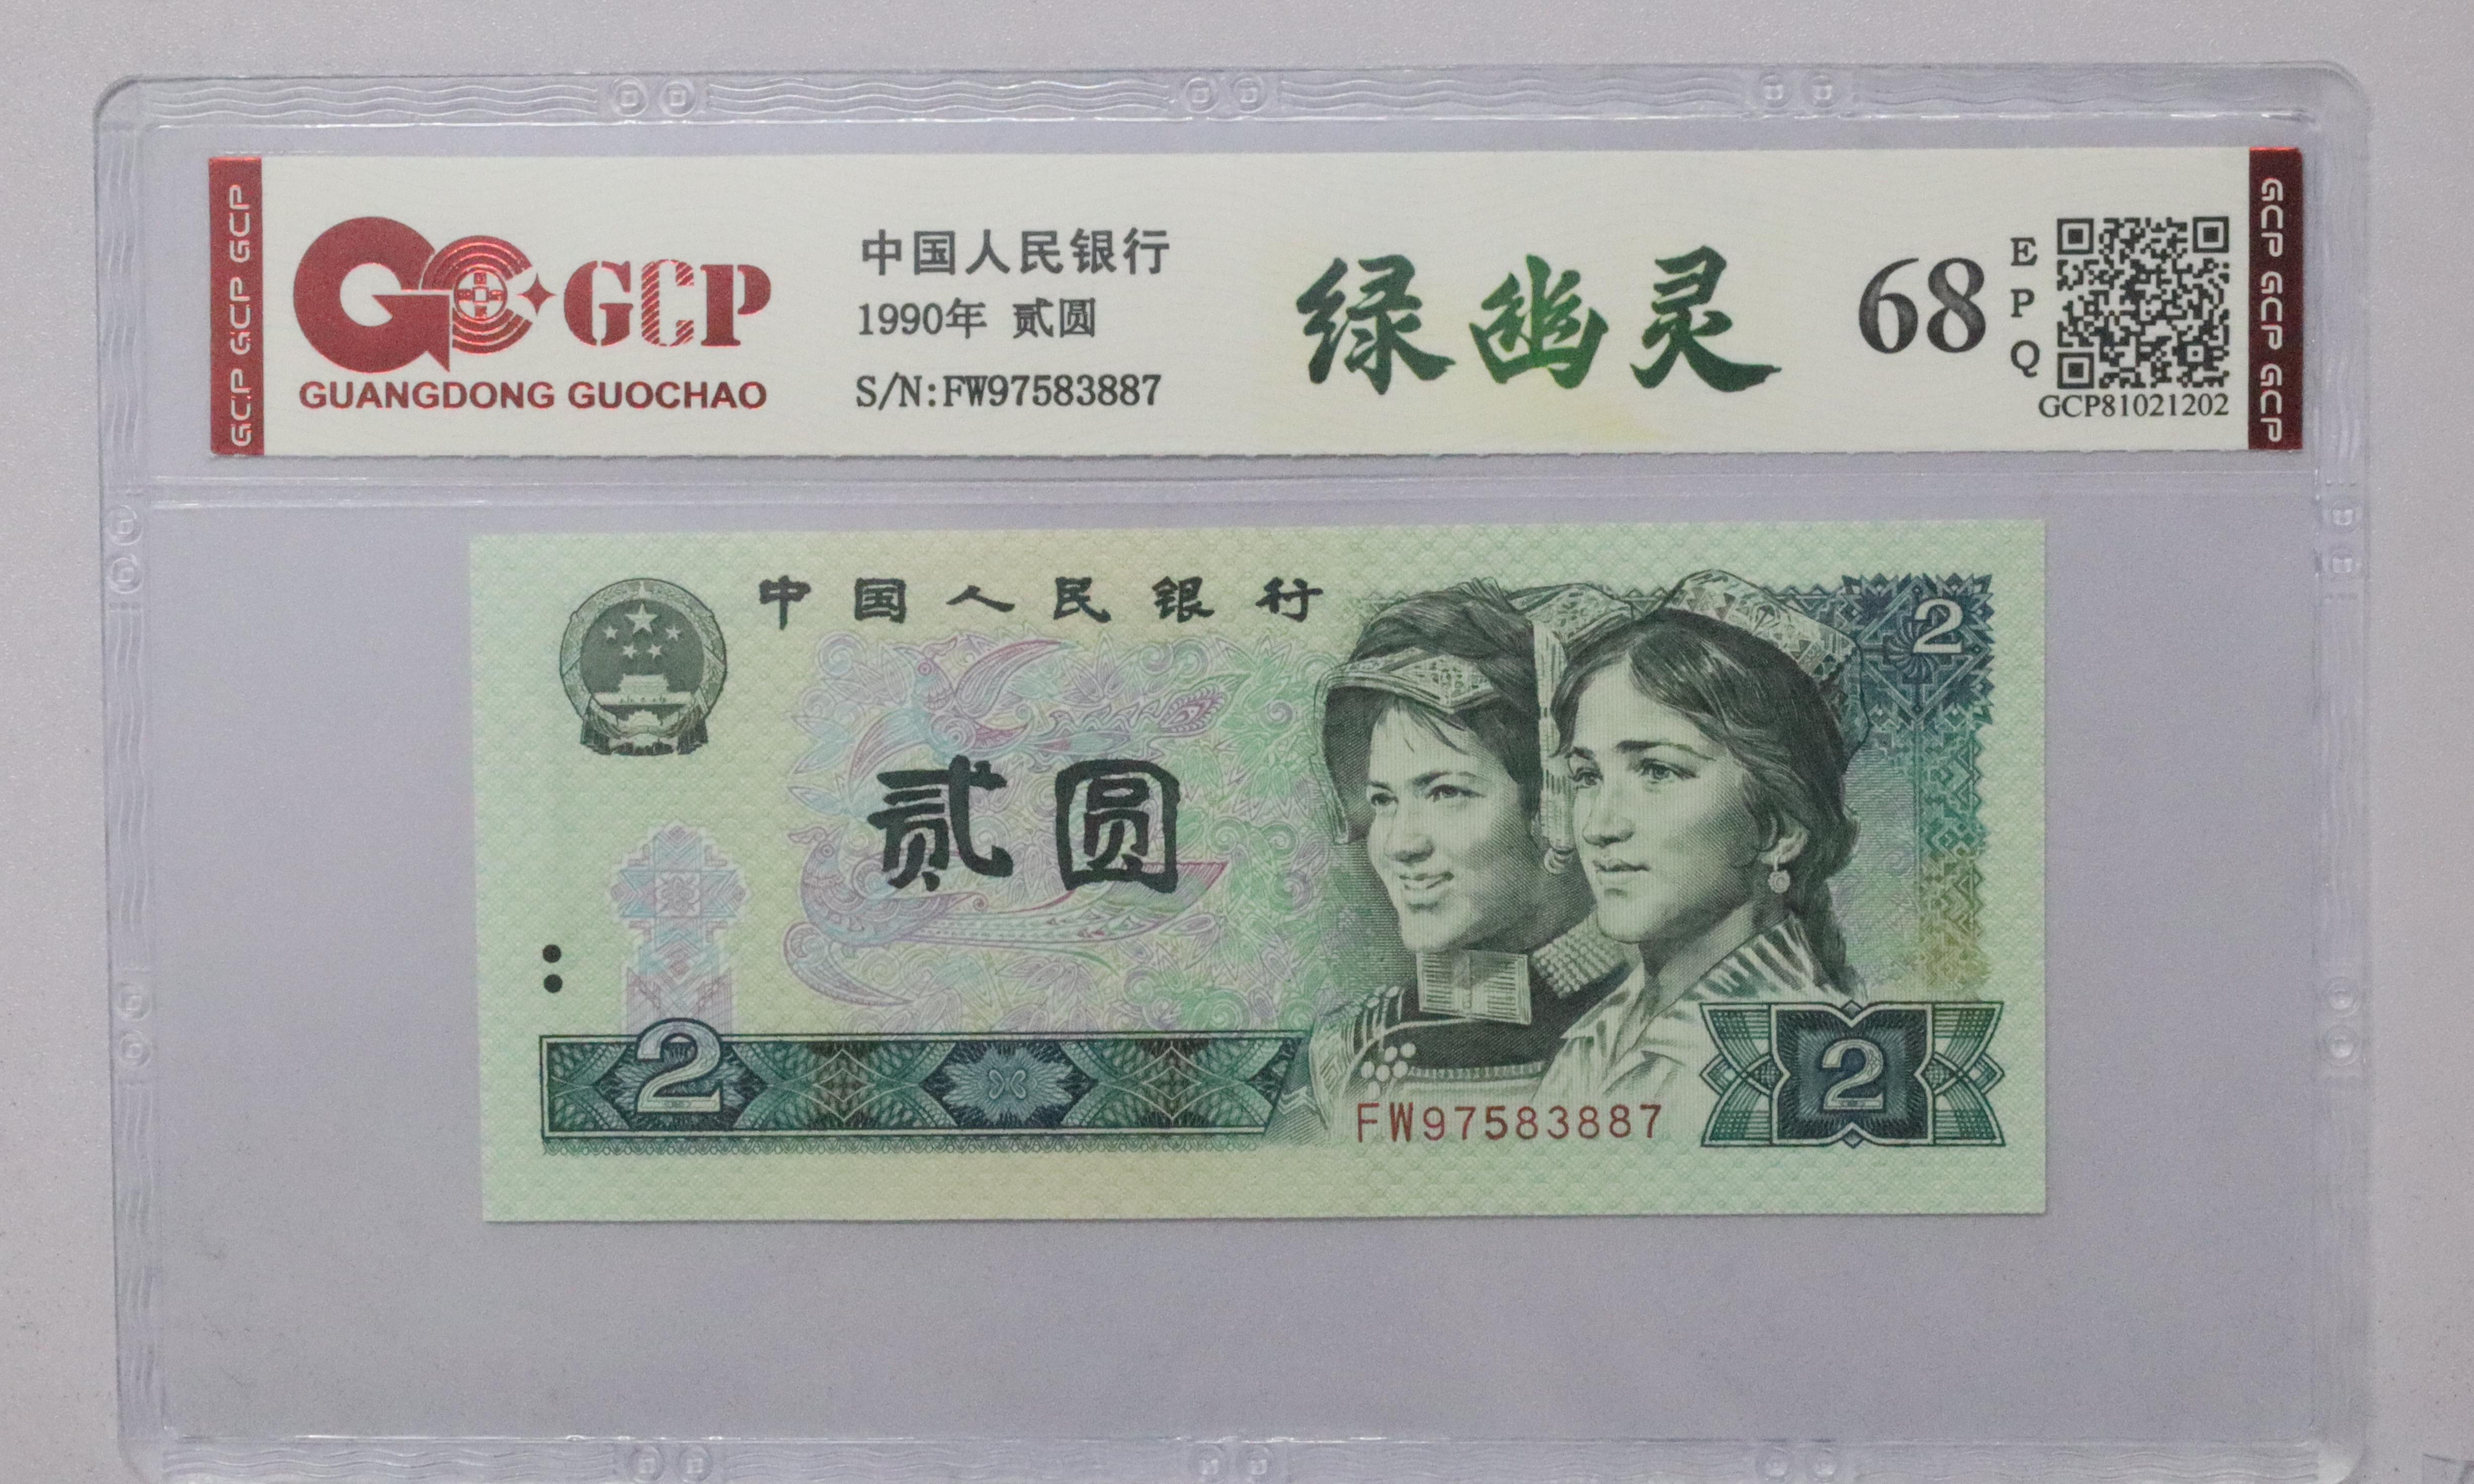 GCP GCP GCP
GCP
GUANGDONG GUOCHAO
中国人民银行
1990年 贰圆
S/N:FW97583887
绿幽灵
68
EPQ
GCP81021202
GCP GCP GCP
中国人民银行
2
贰圆
2
FW97583887
2